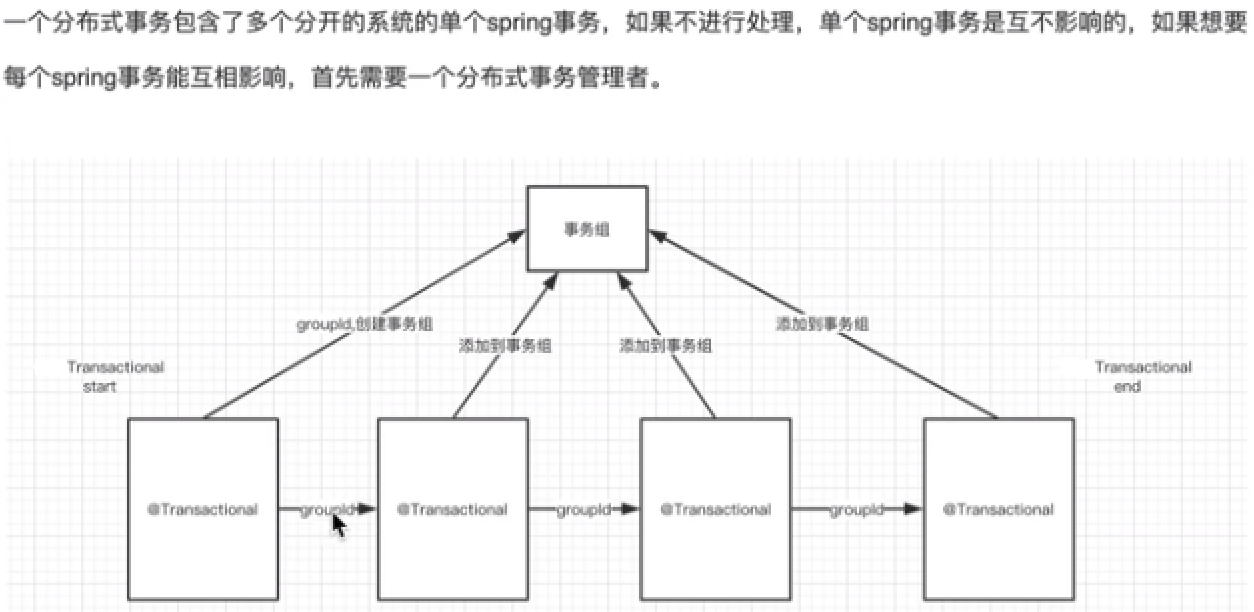 一个分布式事务包含了多个分开的系统的单个spring事务，如果不进行处理，单个spring事务是互不影响的，如果想要
每个spring事务能互相影响，首先需要一个分布式事务管理者。
事务组
groupId,创建事务组
添加到事务组
添加到事务组
添加到事务组
Transactional
start
Transactional
end
@Transactional
groupId
@Transactional
groupId
@Transactional
groupId
@Transactional